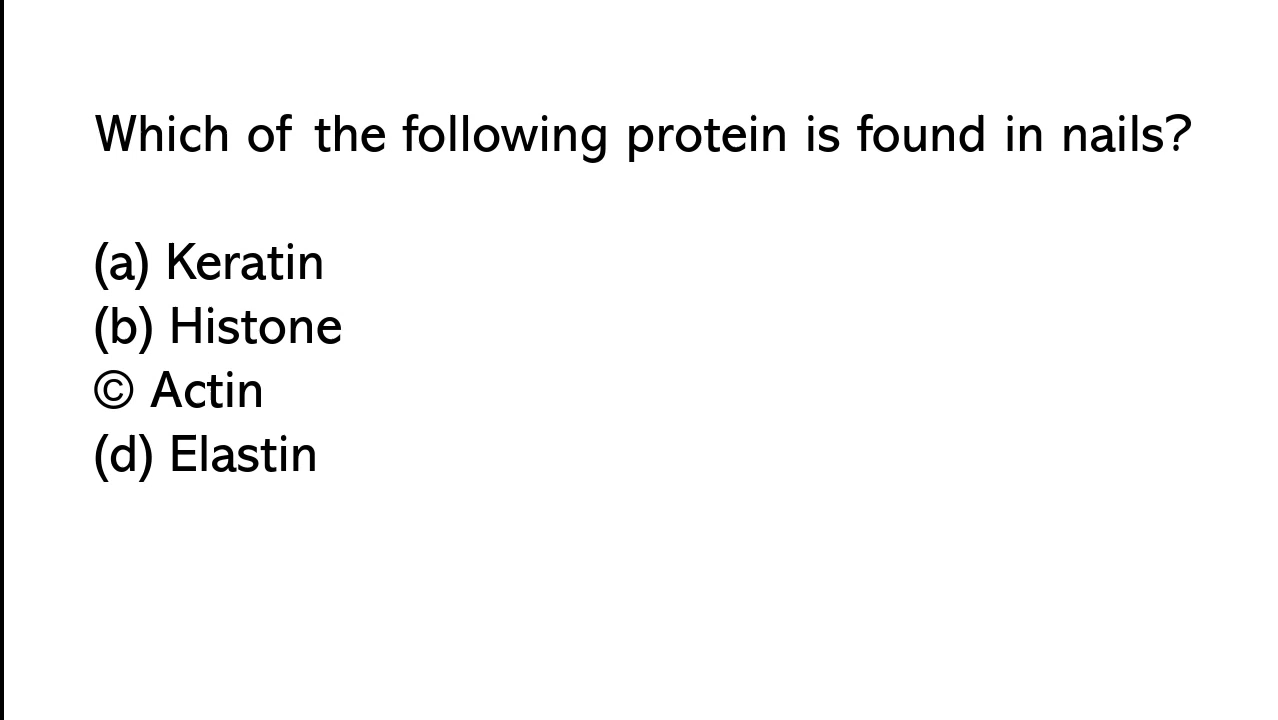 Which of the following protein is found in nails?
(a) Keratin
(b) Histone
© Actin
(d) Elastin